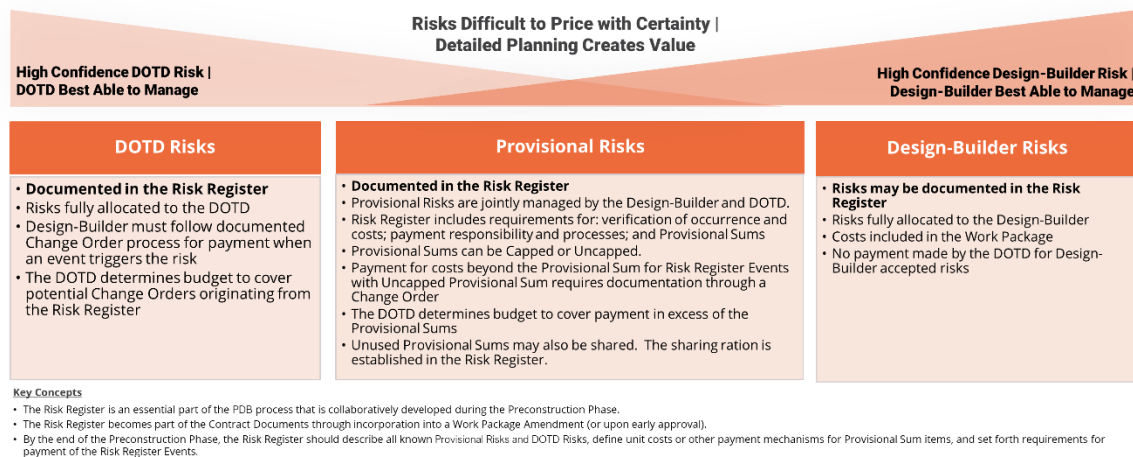 Risks Difficult to Price with Certainty |
Detailed Planning Creates Value
High Confidence DOTD Risk |
DOTD Best Able to Manage
High Confidence Design-Builder Risk |
Design-Builder Best Able to Manage
DOTD Risks
• Documented in the Risk Register
• Risks fully allocated to the DOTD
• Design-Builder must follow documented
Change Order process for payment when
an event triggers the risk
• The DOTD determines budget to cover
potential Change Orders originating from
the Risk Register
Provisional Risks
• Documented in the Risk Register
• Provisional Risks are jointly managed by the Design-Builder and DOTD.
• Risk Register includes requirements for: verification of occurrence and
costs; payment responsibility and processes; and Provisional Sums
• Provisional Sums can be Capped or Uncapped.
• Payment for costs beyond the Provisional Sum for Risk Register Events
with Uncapped Provisional Sum requires documentation through a
Change Order
• The DOTD determines budget to cover payment in excess of the
Provisional Sums
• Unused Provisional Sums may also be shared.  The sharing ration is
established in the Risk Register.
Design-Builder Risks
• Risks may be documented in the Risk
Register
• Risks fully allocated to the Design-Builder
• Costs included in the Work Package
• No payment made by the DOTD for Design-
Builder accepted risks
Key Concepts
• The Risk Register is an essential part of the PDB process that is collaboratively developed during the Preconstruction Phase.
• The Risk Register becomes part of the Contract Documents through incorporation into a Work Package Amendment (or upon early approval).
• By the end of the Preconstruction Phase, the Risk Register should describe all known Provisional Risks and DOTD Risks, define unit costs or other payment mechanisms for Provisional Sum items, and set forth requirements for
payment of the Risk Register Events.